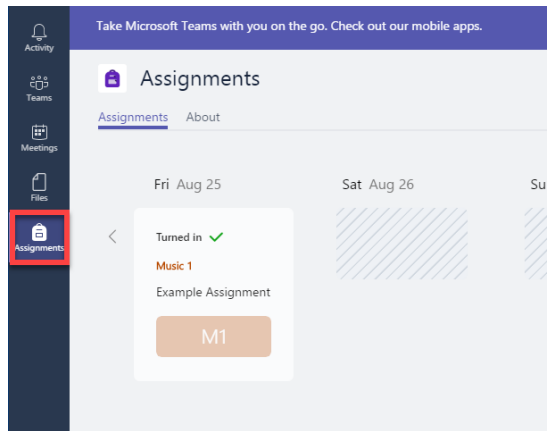 Take Microsoft Teams with you on the go. Check out our mobile apps.
Activity
Assignments
Teams
Assignments About
Meetings
Fri Aug 25 Sat Aug 26 Su
Files
Assignments
Turned in
Music 1
Example Assignment
M1